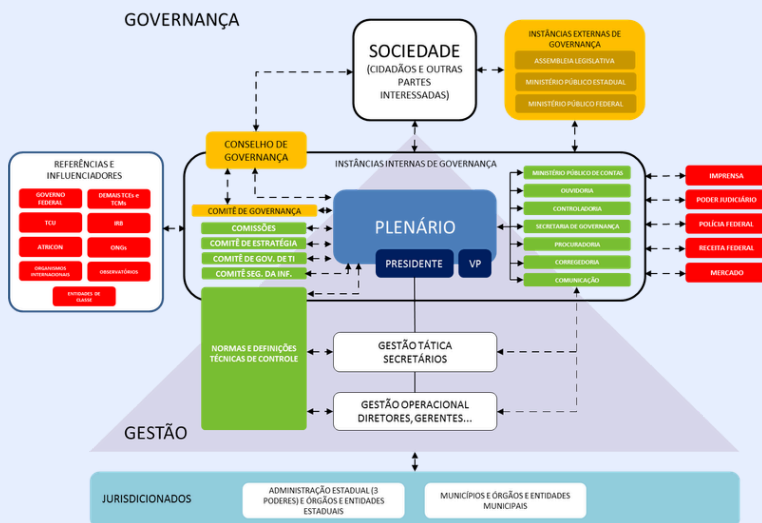 GOVERNANÇA
SOCIEDADE
(CIDADÃOS E OUTRAS
PARTES
INTERESSADAS)
INSTÂNCIAS EXTERNAS DE
GOVERNANÇA
ASSEMBLEIA LEGISLATIVA
MINISTÉRIO PÚBLICO ESTADUAL
MINISTÉRIO PÚBLICO FEDERAL
CONSELHO DE
GOVERNANÇA
REFERÊNCIAS E
INFLUENCIADORES
GOVERNO
FEDERAL
DEMAIS TCEs e
TCMs
TCU
IRB
ATRICON
ONGs
ORGANISMOS
INTERNACIONAIS
OBSERVATÓRIOS
ENTIDADES DE
CLASSE
INSTÂNCIAS INTERNAS DE GOVERNANÇA
COMITÊ DE GOVERNANÇA
COMISSÕES
COMITÊ DE ESTRATÉGIA
COMITÊ DE GOV. DE TI
COMITÊ SEG. DA INF.
PLENÁRIO
PRESIDENTE
VP
MINISTÉRIO PÚBLICO DE CONTAS
OUVIDORIA
CONTROLADORIA
SECRETARIA DE GOVERNANÇA
PROCURADORIA
CORREGEDORIA
COMUNICAÇÃO
IMPRENSA
PODER JUDICIÁRIO
POLÍCIA FEDERAL
RECEITA FEDERAL
MERCADO
NORMAS E DEFINIÇÕES
TÉCNICAS DE CONTROLE
GESTÃO TÁTICA
SECRETÁRIOS
GESTÃO OPERACIONAL
DIRETORES, GERENTES...
GESTÃO
JURISDICIONADOS
ADMINISTRAÇÃO ESTADUAL (3
PODERES) E ÓRGÃOS E ENTIDADES
ESTADUAIS
MUNICÍPIOS E ÓRGÃOS E ENTIDADES
MUNICIPAIS